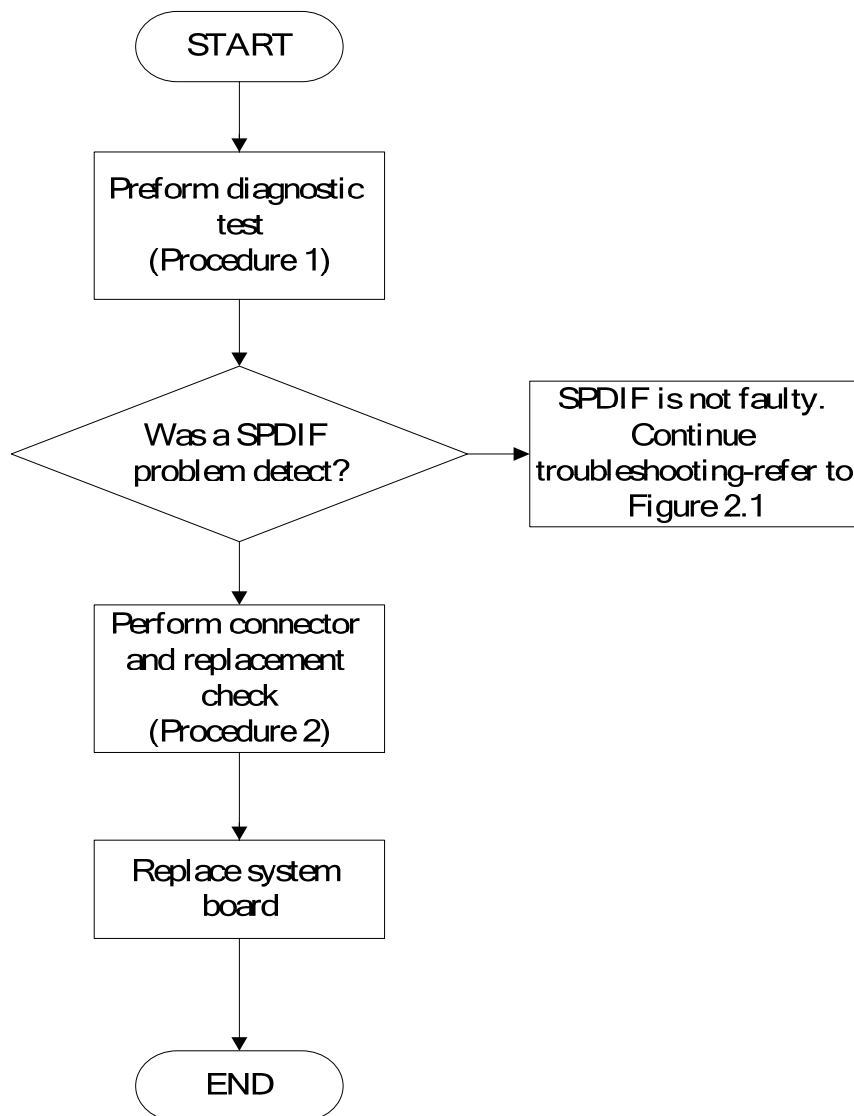 START
Preform diagnostic
test
(Procedure 1)
Was a SPDIF
problem detect?
SPDIF is not faulty.
Continue
troubleshooting-refer to
Figure 2.1
Perform connector
and replacement
check
(Procedure 2)
Replace system
board
END